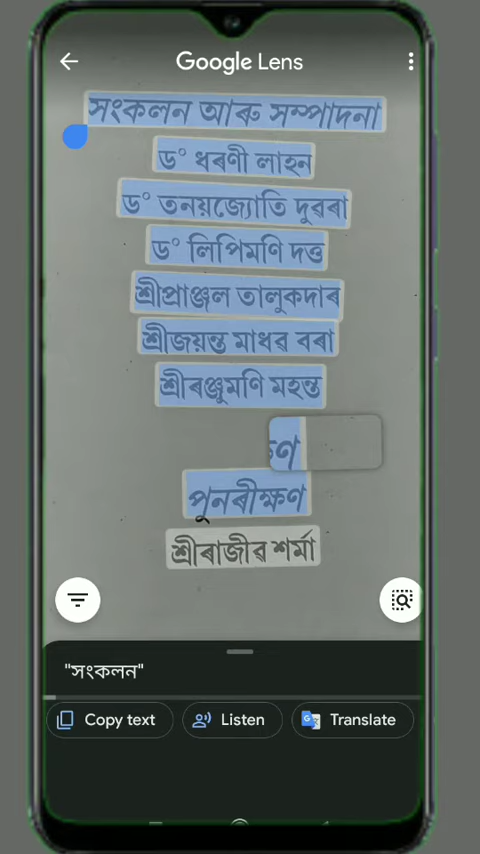 Google Lens
সংকলন আৰু সম্পাদনা
ড° ধৰণী লাহন
ড° তনয়জ্যোতি দুৱৰা
ড° লিপিমণি দত্ত
শ্ৰীপ্ৰাঞ্জল তালুকদাৰ
শ্ৰীজয়ন্ত মাধৱ বৰা
শ্ৰীৰঞ্জুমণি মহন্ত
ণ
পুনৰীক্ষণ
শ্ৰীৰাজীৱ শৰ্মা
"সংকলন"
Copy text
Listen
Translate